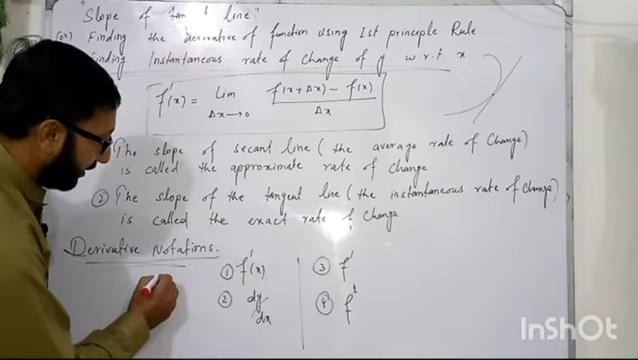 "Slope of tan t line"
(or) Finding the derivative of function using Ist principle Rule
Finding Instantaneous rate of Change of y w.r.t x
f'(x) = Lim Δx→0 f(x+Δx) - f(x) / Δx
The slope of secant line (the average rate of Change)
is called the approximate rate of Change
② The slope of the tangent line (the instantaneous rate of Change)
is called the exact rate of Change
Derivative Notations.
① f'(x)
② dy/dx
③ f'
④
InShOt